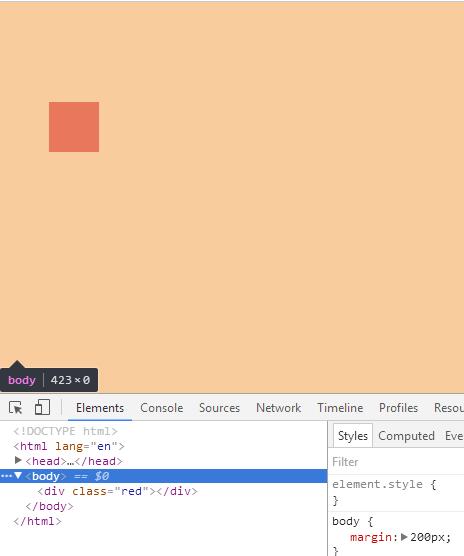 body 423 × 0
Elements Console Sources Network Timeline Profiles Resou
<!DOCTYPE html>
<html lang="en">
<head>…</head>
<body> == $0
<div class="red"></div>
</body>
</html>
Styles Computed Eve
Filter
element.style {
}
body {
margin: 200px;
}